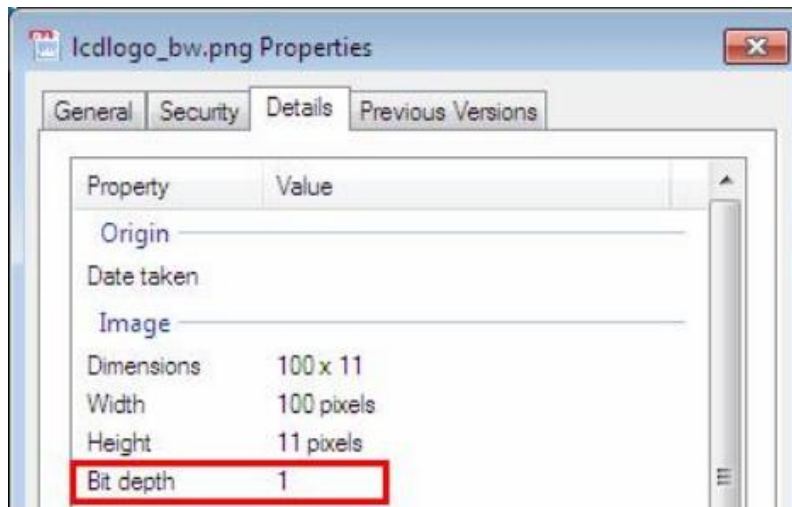 lcdlogo_bw.png Properties
General Security Details Previous Versions
Property Value
Origin
Date taken
Image
Dimensions 100 x 11
Width 100 pixels
Height 11 pixels
Bit depth 1